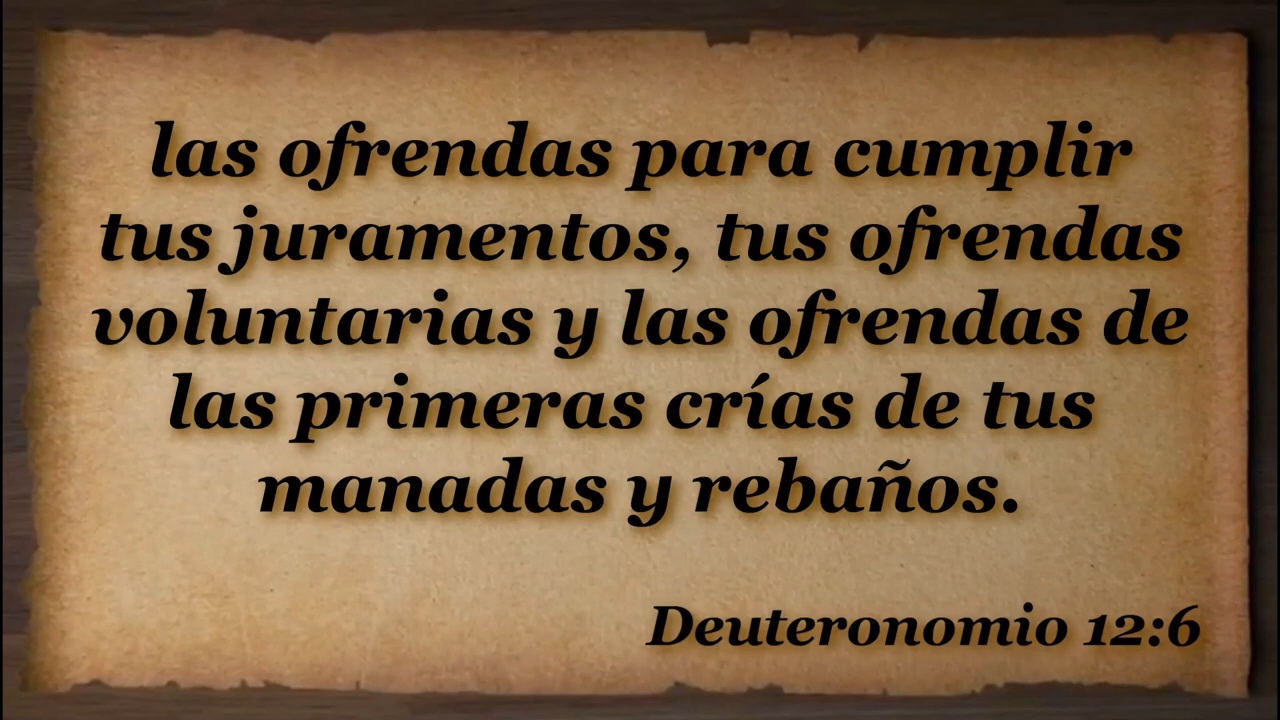 las ofrendas para cumplir
tus juramentos, tus ofrendas
voluntarias y las ofrendas de
las primeras crías de tus
manadas y rebaños.
Deuteronomio 12:6